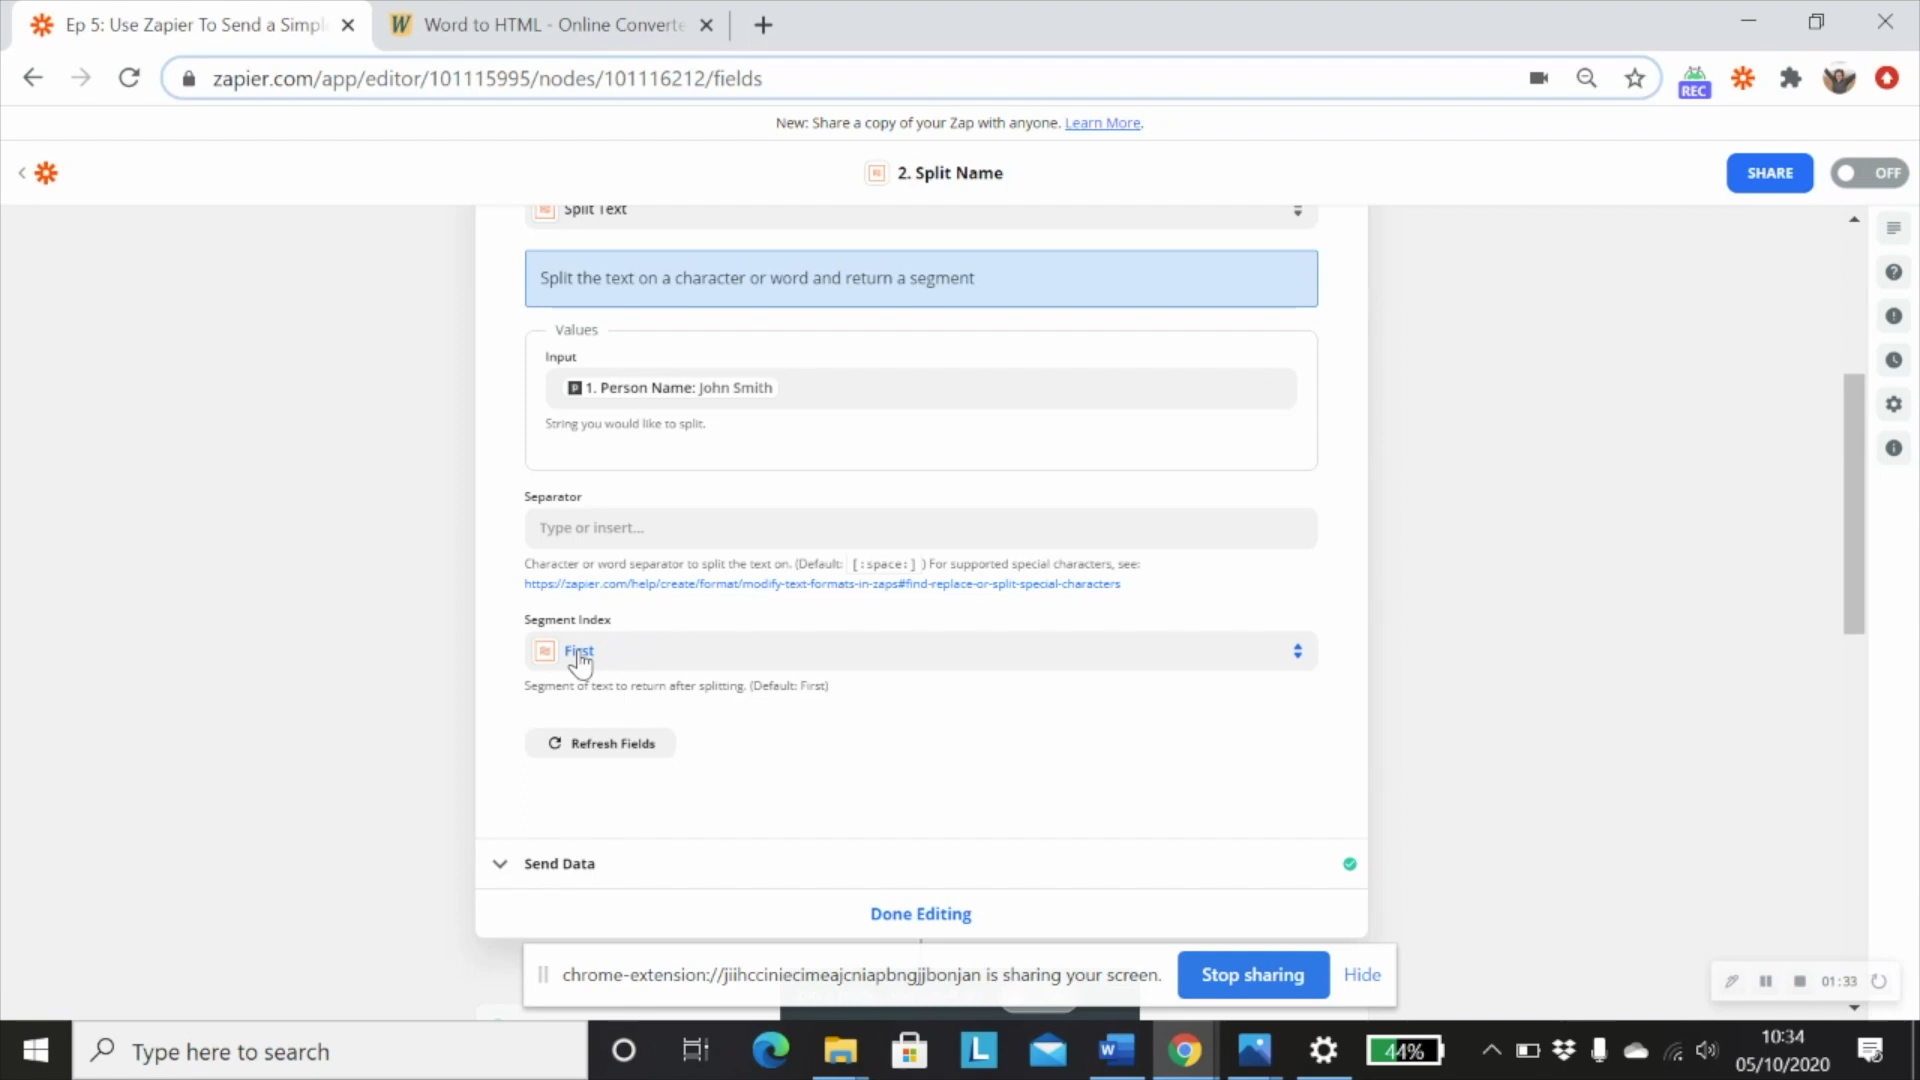 Ep 5: Use Zapier To Send a Simpl
Word to HTML - Online Converte
zapier.com/app/editor/101115995/nodes/101116212/fields
REC
New: Share a copy of your Zap with anyone. Learn More.
2. Split Name
SHARE
OFF
Split Text
Split the text on a character or word and return a segment
Values
Input
1. Person Name: John Smith
String you would like to split.
Separator
Type or insert...
Character or word separator to split the text on. (Default: [:space:] ) For supported special characters, see:
https://zapier.com/help/create/format/modify-text-formats-in-zaps#find-replace-or-split-special-characters
Segment Index
First
Segment of text to return after splitting. (Default: First)
Refresh Fields
Send Data
Done Editing
chrome-extension://jiihcciniecimeajcniapbngjjbonjan is sharing your screen.
Stop sharing
Hide
01:33
Type here to search
44%
10:34
05/10/2020